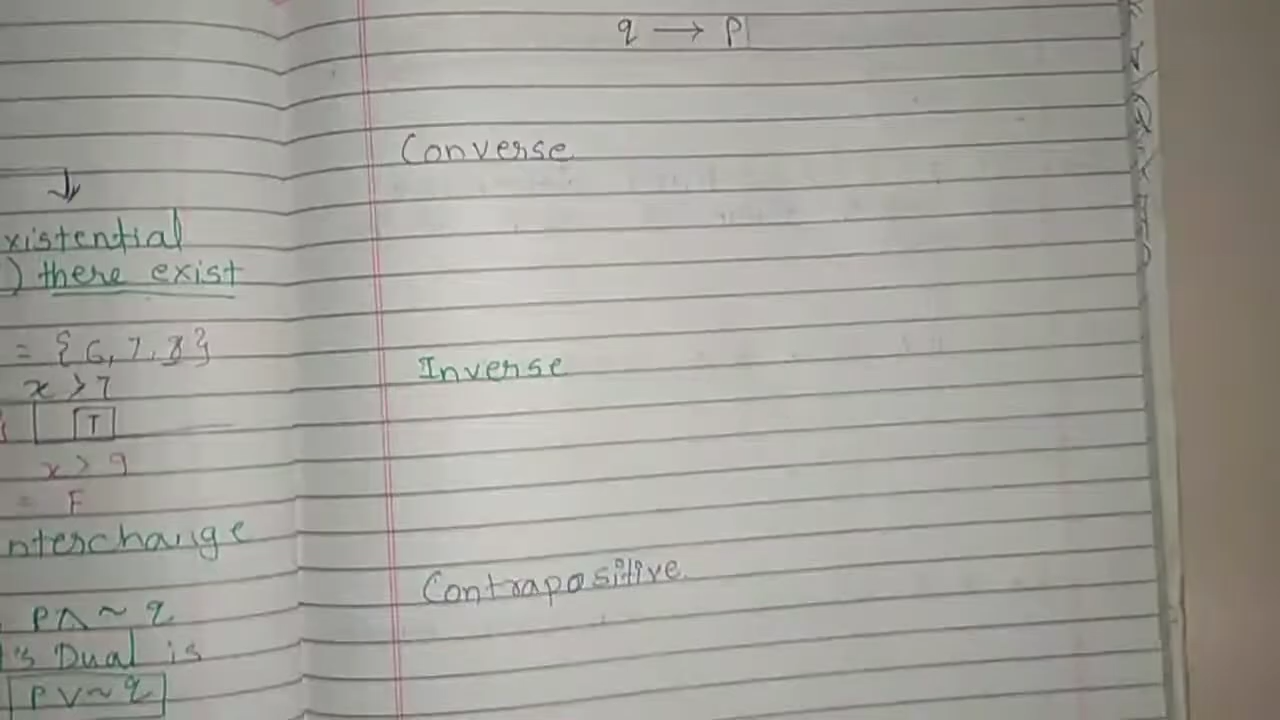 xistential
) there exist
= {6, 7, 8}
x > 7
T
x > 9
= F
nterchange
P ∧ ~ q
's Dual is
P ∨ ~ q
q → P
Converse
Inverse
Contrapositive